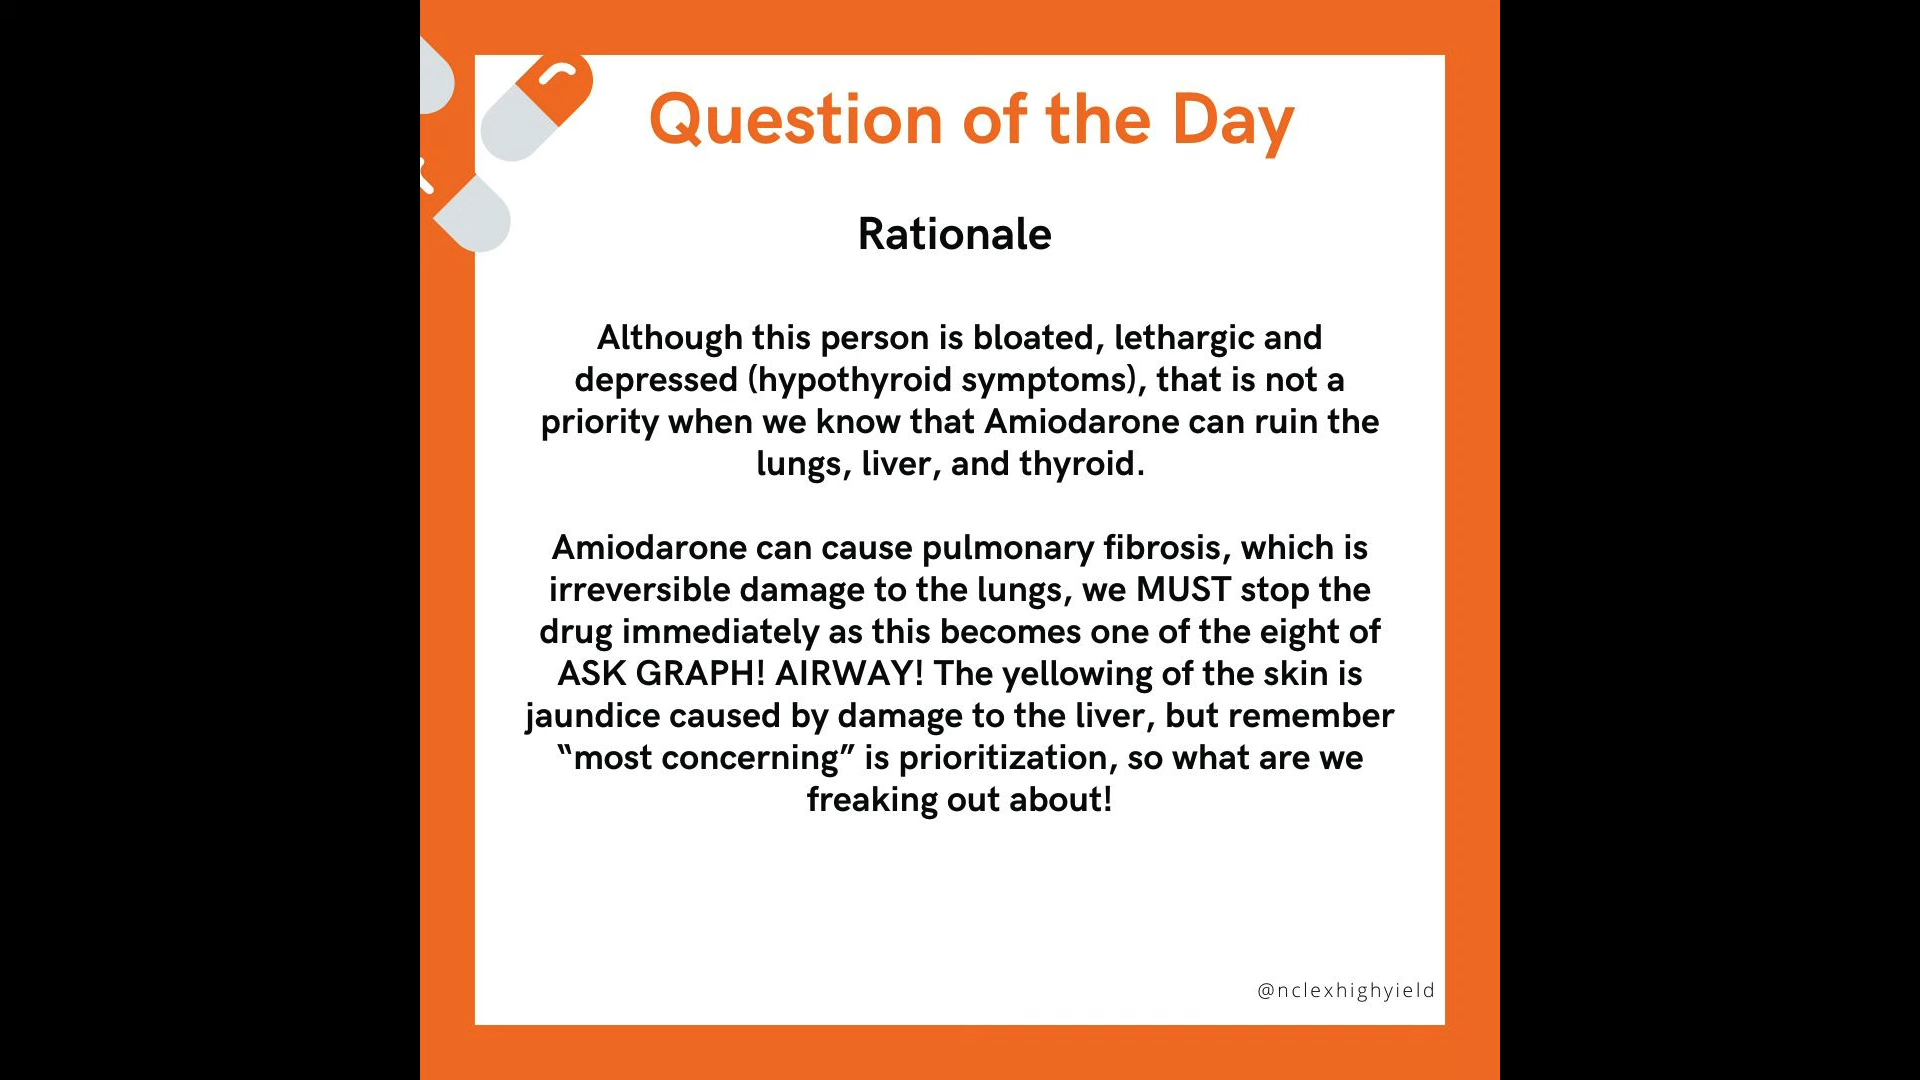 Question of the Day
Rationale
Although this person is bloated, lethargic and
depressed (hypothyroid symptoms), that is not a
priority when we know that Amiodarone can ruin the
lungs, liver, and thyroid.
Amiodarone can cause pulmonary fibrosis, which is
irreversible damage to the lungs, we MUST stop the
drug immediately as this becomes one of the eight of
ASK GRAPH! AIRWAY! The yellowing of the skin is
jaundice caused by damage to the liver, but remember
“most concerning” is prioritization, so what are we
freaking out about!
@nclexhighyield